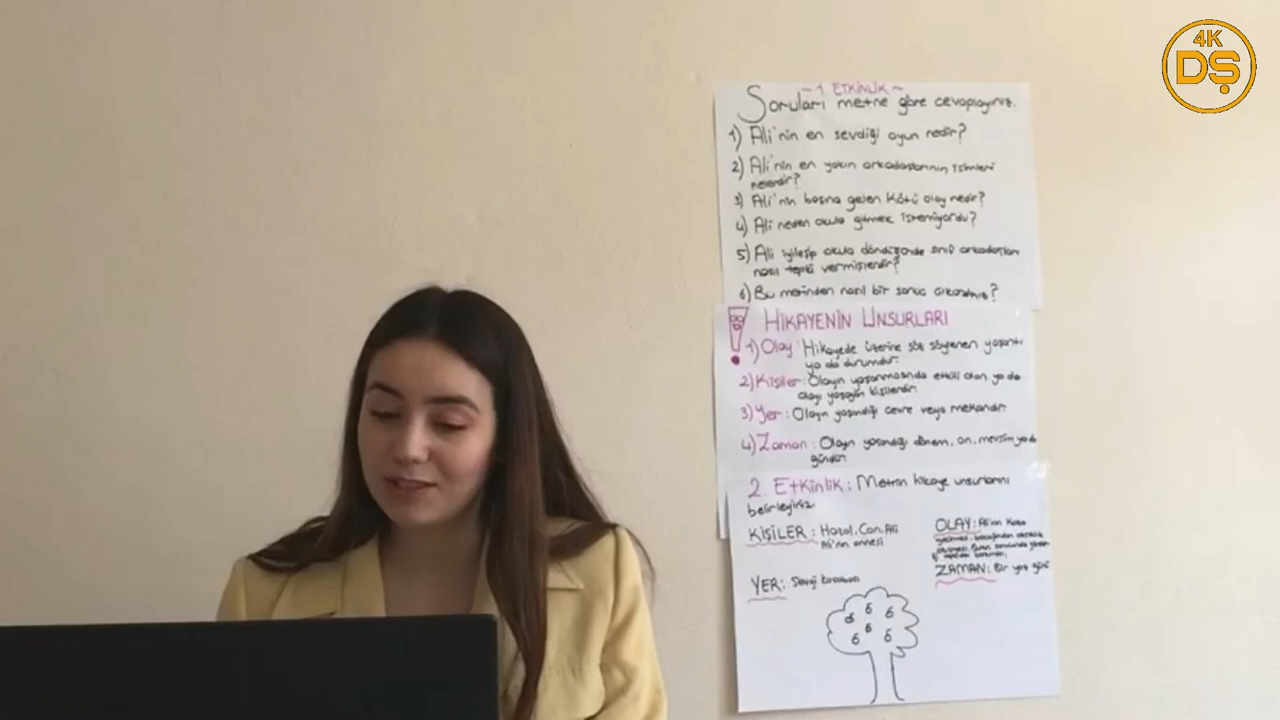 4K
DŞ
~ 1 ETKİNLİK ~
Soruları metne göre cevaplayınız.
1) Ali'nin en sevdiği oyun nedir?
2) Ali'nin en yakın arkadaşlarının isimleri
nelerdir?
3) Ali'nin başına gelen kötü olay nedir?
4) Ali neden okula gitmek istemiyordu?
5) Ali iyileşip okula döndüğünde sınıf arkadaşları
nasıl tepki vermişlerdir?
6) Bu metinden nasıl bir sonuç çıkardınız?
HİKAYENİN UNSURLARI
1) Olay: Hikayede üzerine söz söylenen yaşantı
ya da durumdur.
2) Kişiler: Olayın yaşanmasında etkili olan ya da
olayı yaşayan kişilerdir.
3) Yer: Olayın yaşandığı çevre veya mekandır.
4) Zaman: Olayın yaşandığı dönem, an, mevsim ya da
gündür.
2 Etkinlik: Metnin hikaye unsurlarını
belirleyiniz.
KİŞİLER: Hazal, Can, Ali
Ali'nin annesi
OLAY: Ali'nin kaza
ZAMAN: Bir yaz günü
YER: Sevgi kasabası